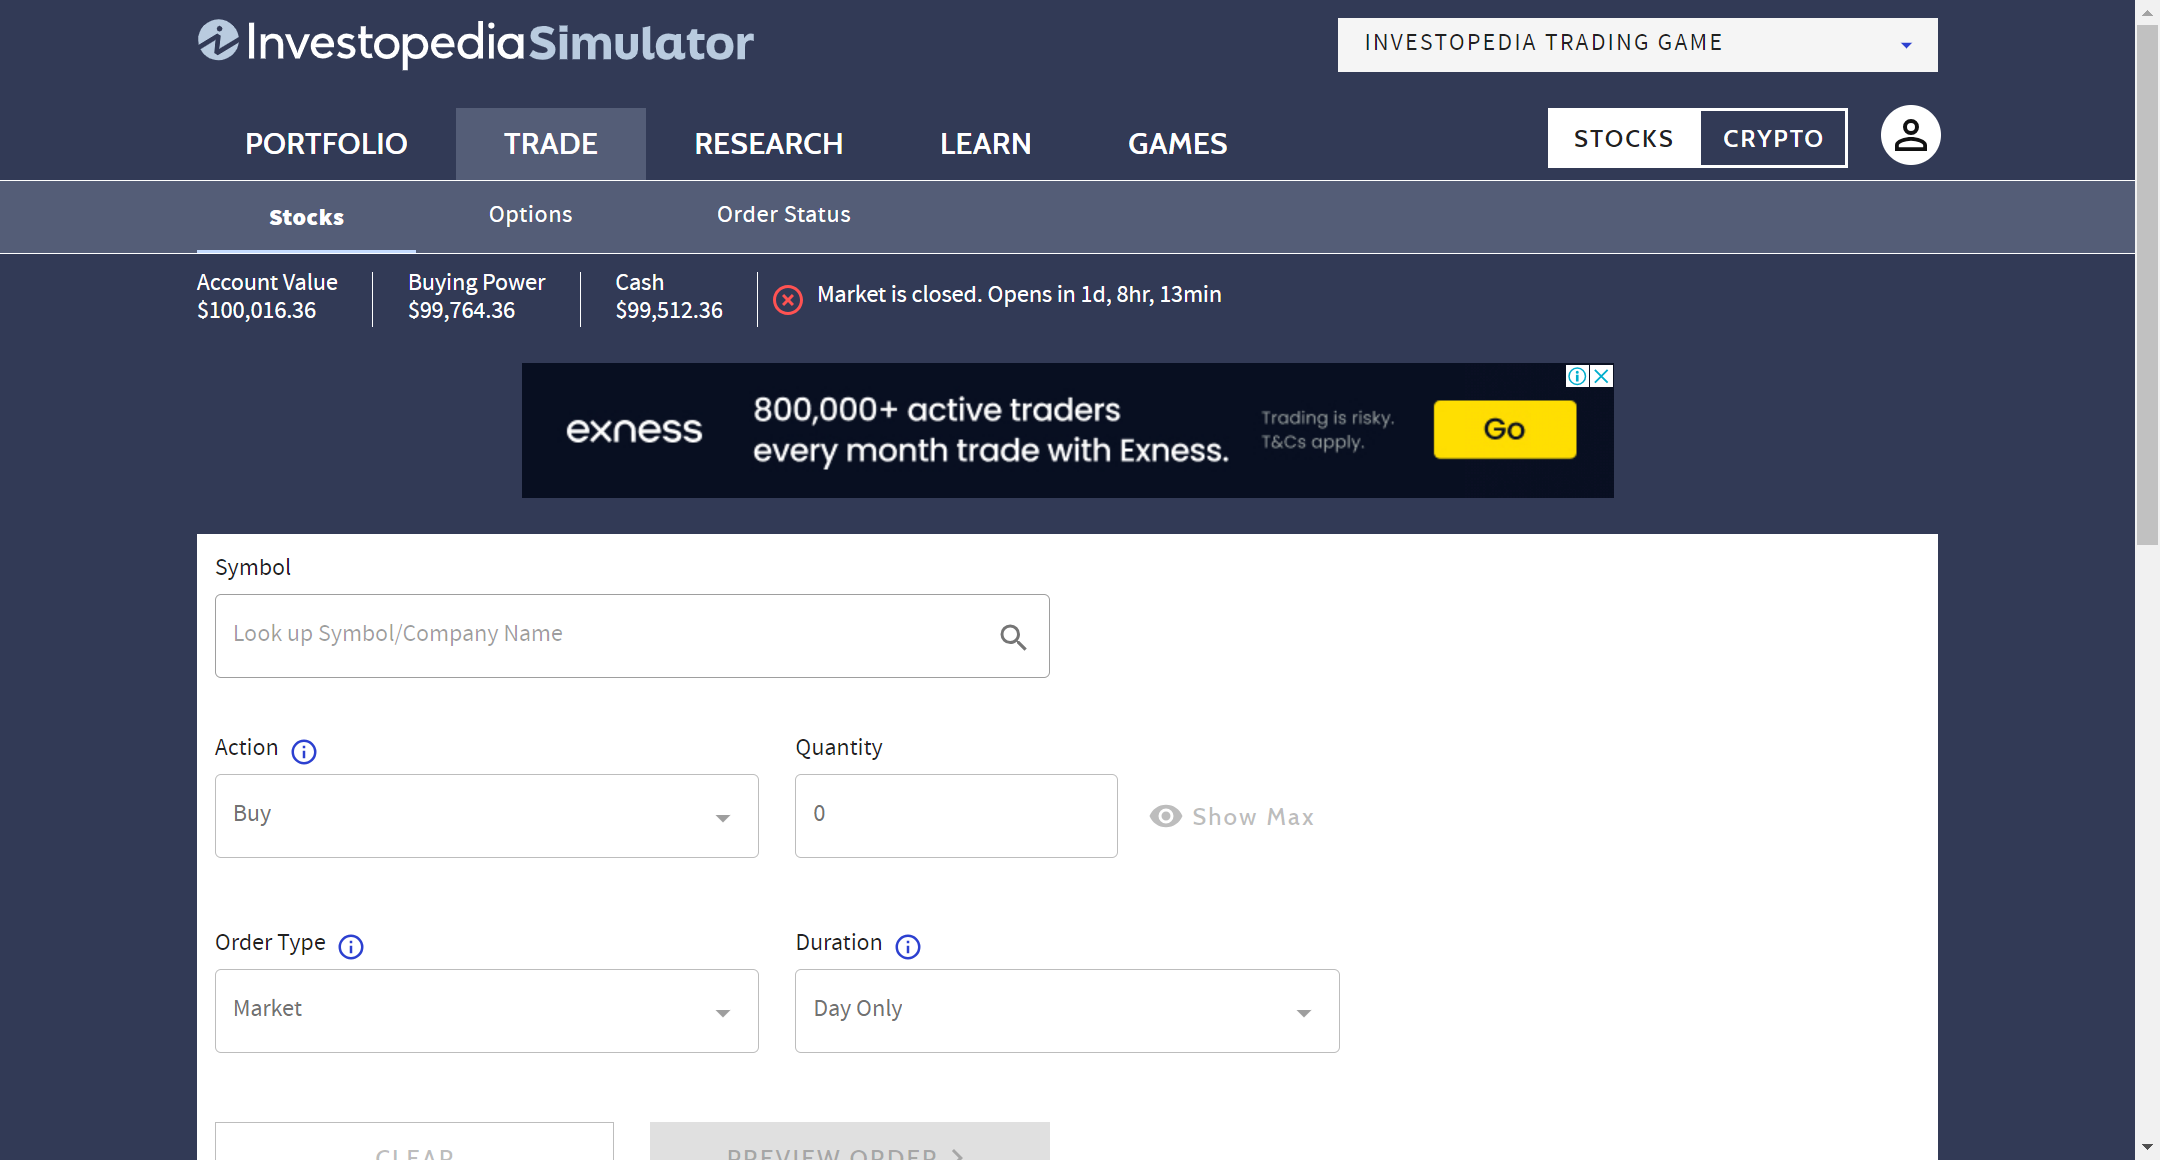 InvestopediaSimulator
INVESTOPEDIA TRADING GAME
PORTFOLIO
TRADE
RESEARCH
LEARN
GAMES
STOCKS
CRYPTO
Stocks
Options
Order Status
Account Value
$100,016.36
Buying Power
$99,764.36
Cash
$99,512.36
Market is closed. Opens in 1d, 8hr, 13min
exness
800,000+ active traders
every month trade with Exness.
Trading is risky.
T&Cs apply.
Go
Symbol
Look up Symbol/Company Name
Action
Buy
Quantity
0
Show Max
Order Type
Market
Duration
Day Only
CLEAR
PREVIEW ORDER